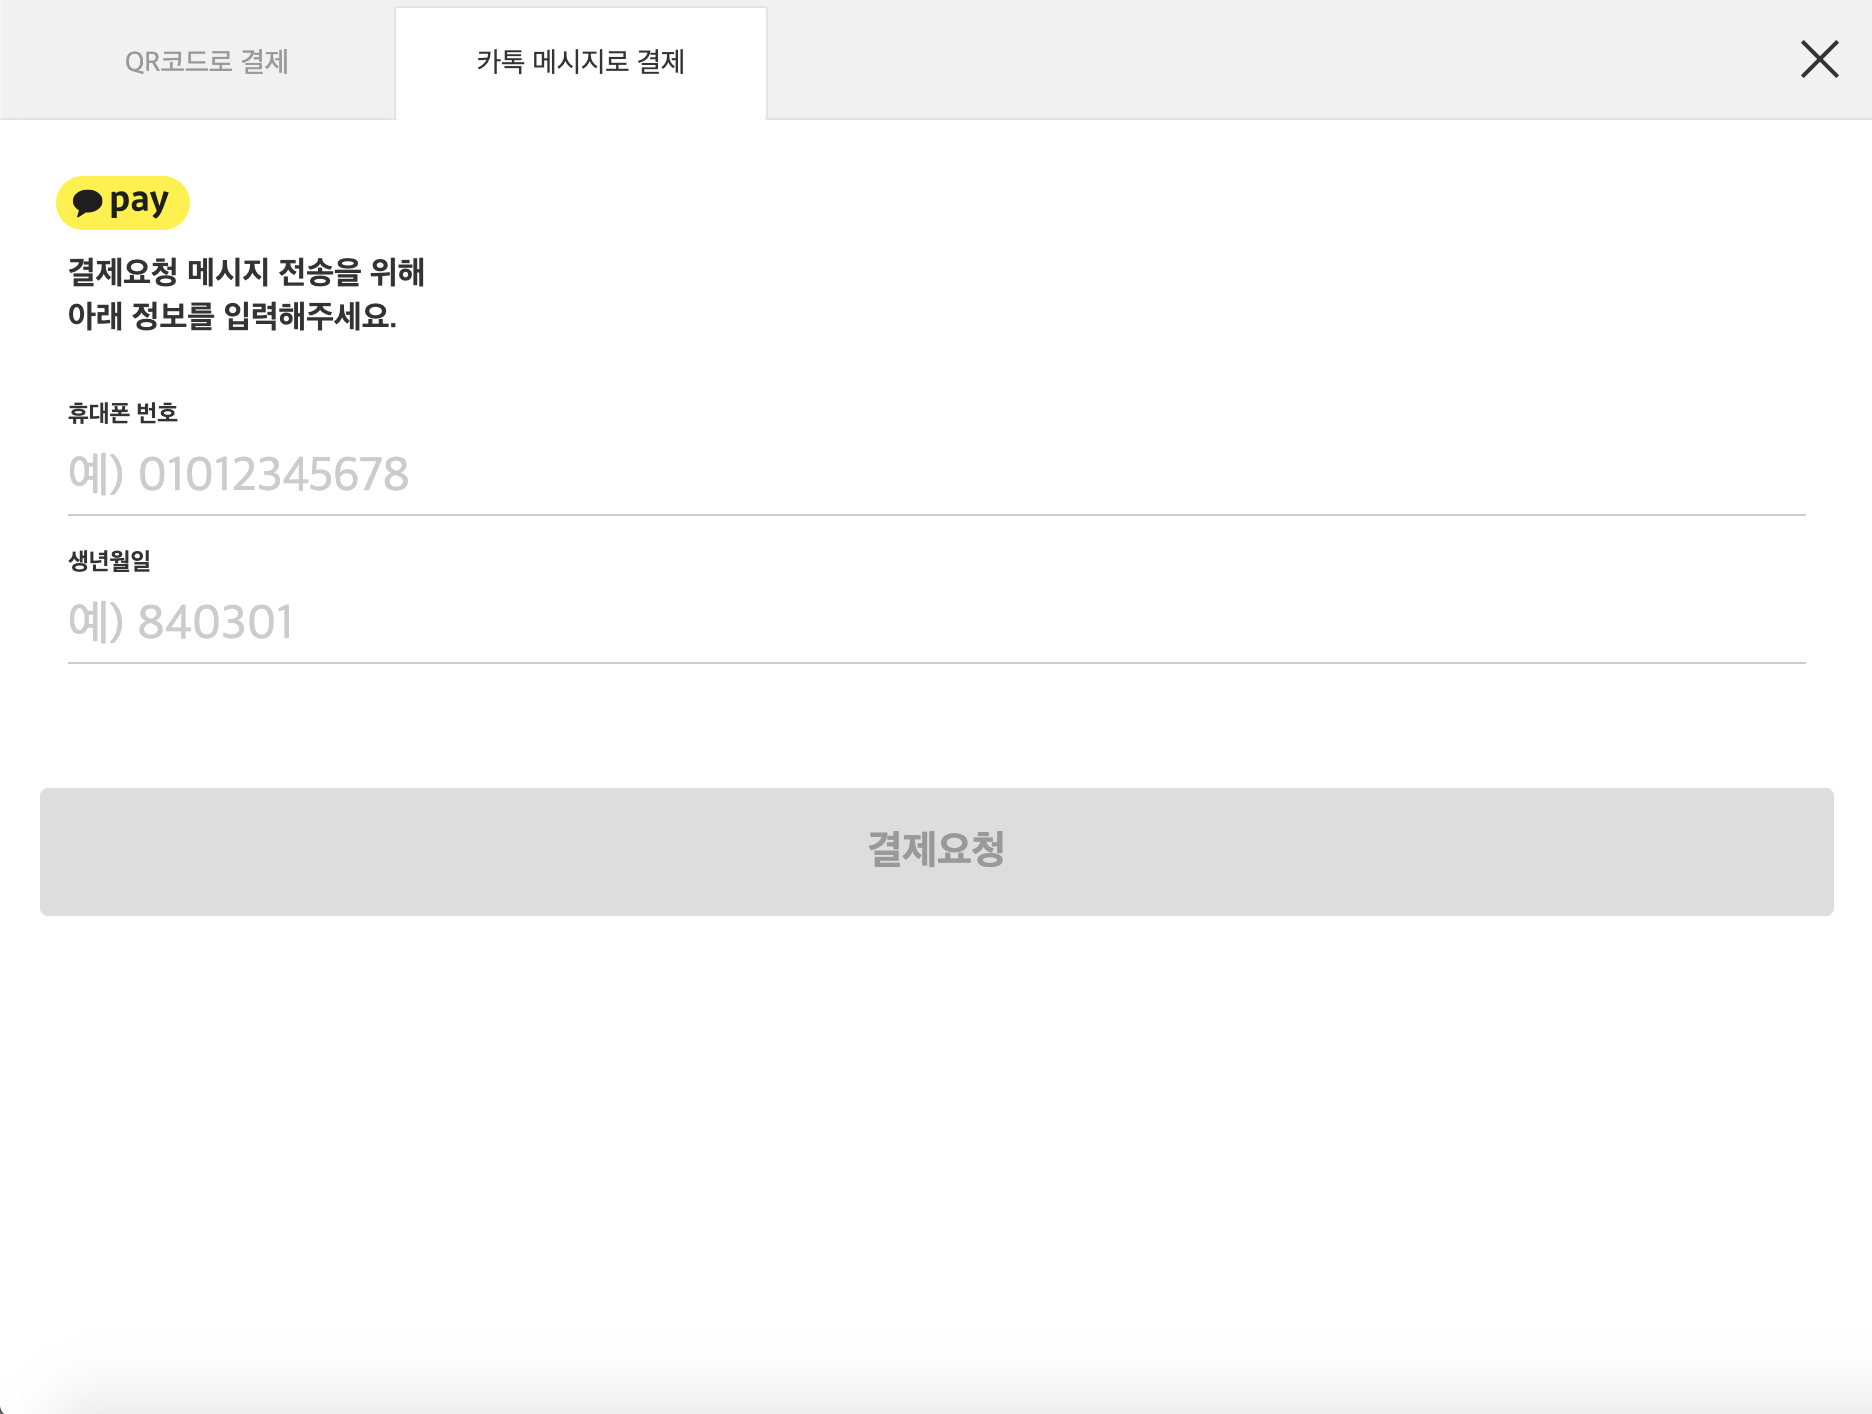 QR코드로 결제
카톡 메시지로 결제
pay
결제요청 메시지 전송을 위해
아래 정보를 입력해주세요.
휴대폰 번호
예) 01012345678
생년월일
예) 840301
결제요청